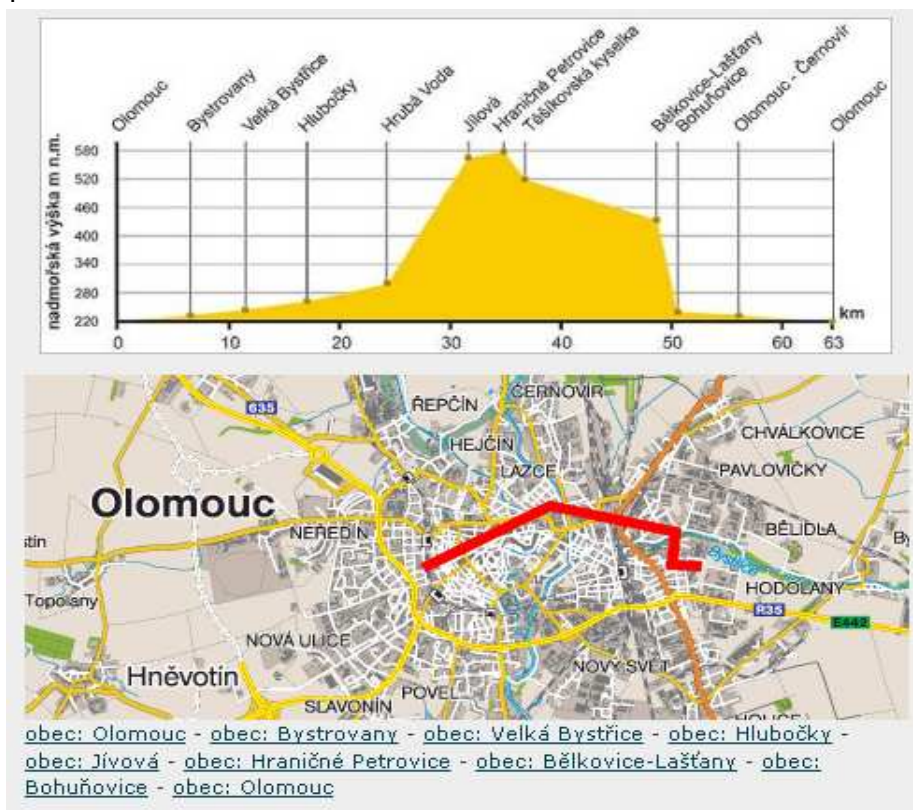 Olomouc
Bystrovany
Velká Bystřice
Hlubočky
Hrubá Voda
Jílová
Hraničné Petrovice
Těšíkovská kyselka
Bělkovice-Lašťany
Bohuňovice
Olomouc - Černovír
Olomouc
nadmořská výška m n.m.
580
520
460
400
340
280
220
km
0 10 20 30 40 50 60 63
ČERNOVÍR
ŘEPČÍN
635
CHVÁLKOVICE
HEJČÍN
LAZCE
PAVLOVIČKY
Olomouc
NEŘEDÍN
BĚLIDLA
Bystřice
HODOLANY
Topolany
R35
E442
NOVÁ ULICE
NOVÝ SVĚT
Hněvotín
POVEL
SLAVONÍN
obec: Olomouc - obec: Bystrovany - obec: Velká Bystřice - obec: Hlubočky -
obec: Jívová - obec: Hraničné Petrovice - obec: Bělkovice-Lašťany - obec:
Bohuňovice - obec: Olomouc